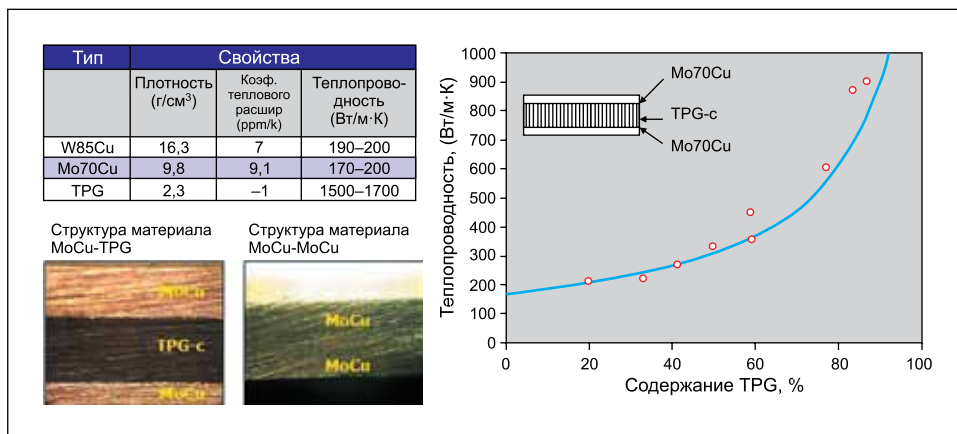 Тип Свойства
Плотность (г/см³) Коэф. теплового расшир (ppm/k) Теплопрово-дность (Вт/м·К)
W85Cu 16,3 7 190–200
Mo70Cu 9,8 9,1 170–200
TPG 2,3 –1 1500–1700
Структура материала
MoCu-TPG
MoCu
TPG-c
MoCu
Структура материала
MoCu-MoCu
MoCu
MoCu
Теплопроводность, (Вт/м·К)
1000
900
800
700
600
500
400
300
200
100
0
Mo70Cu
TPG-c
Mo70Cu
0 20 40 60 80 100
Содержание TPG, %